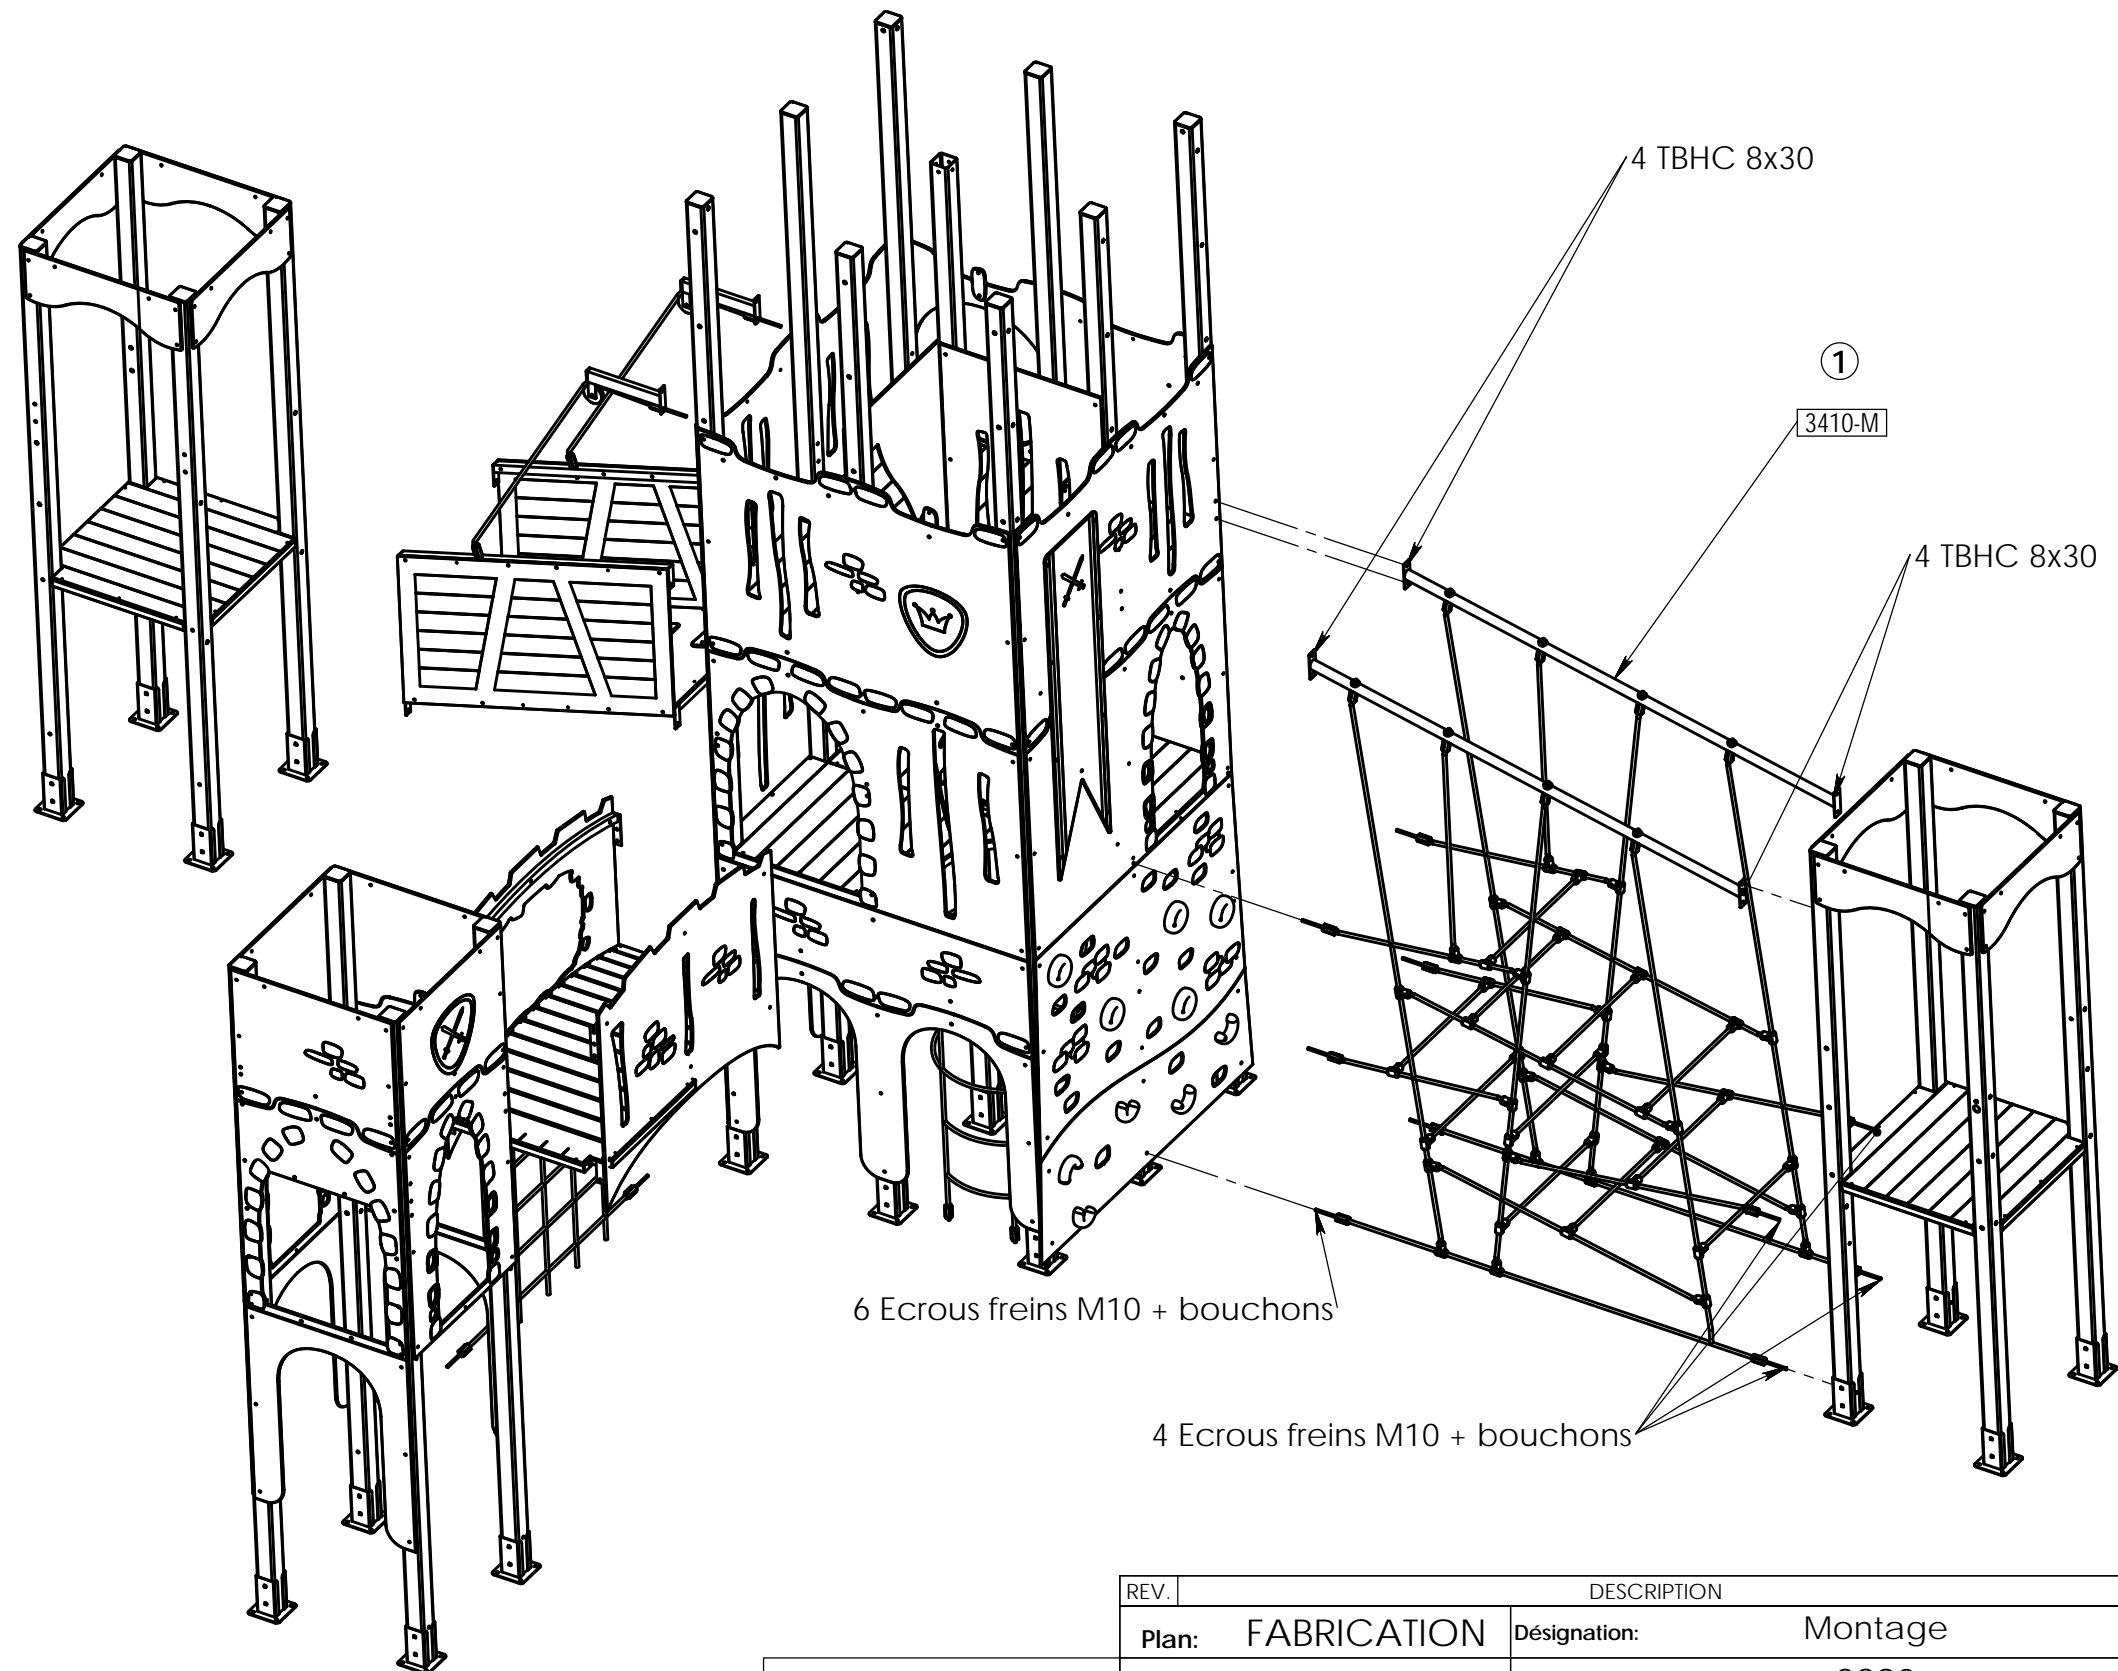 4 TBHC 8x30
1
3410-M
4 TBHC 8x30
6 Ecrous freins M10 + bouchons
4 Ecrous freins M10 + bouchons
REV. DESCRIPTION
Plan: FABRICATION Désignation: Montage